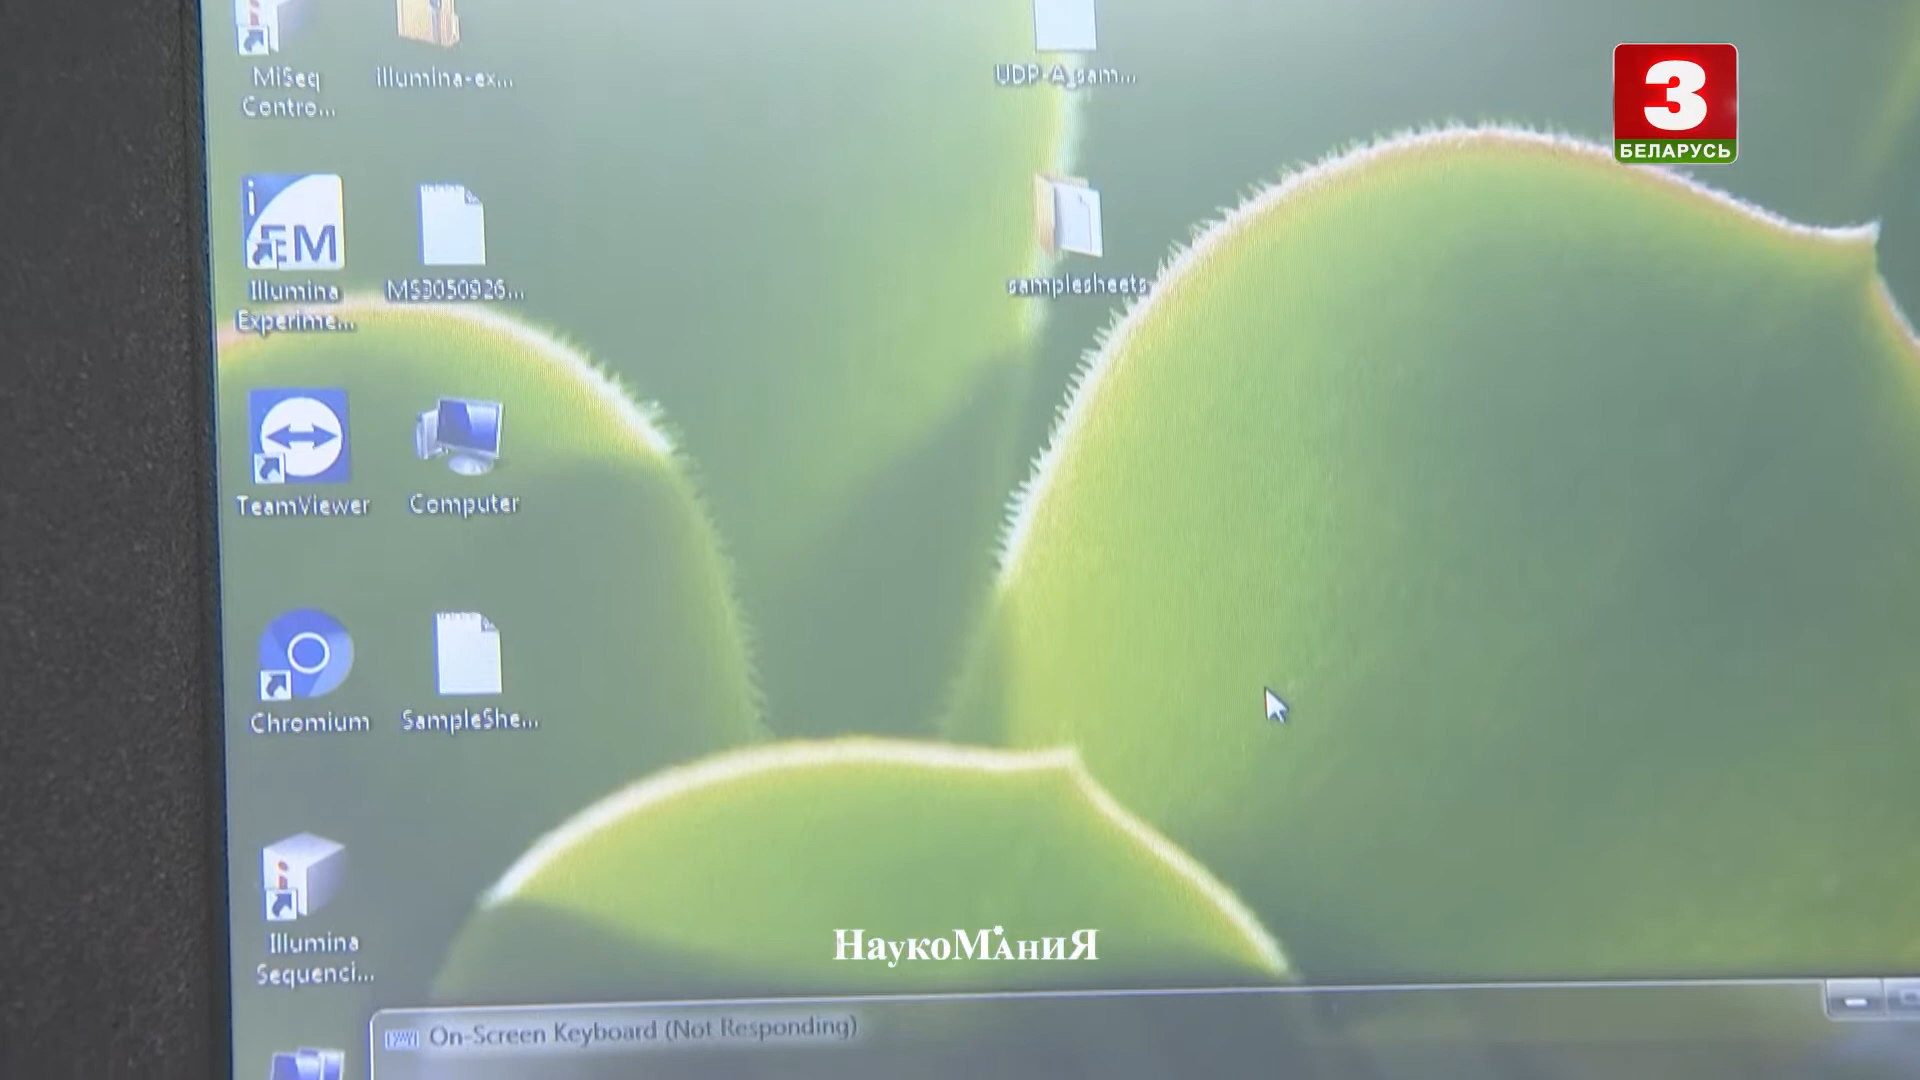 MiSeq
Contro...
illumina-ex...
UDP-A_sam...
3
БЕЛАРУСЬ
i
EM
Illumina
Experime...
MS3050926...
samplesheets
TeamViewer
Computer
Chromium
SampleShe...
Illumina
Sequenci...
НаукоМАниЯ
On-Screen Keyboard (Not Responding)